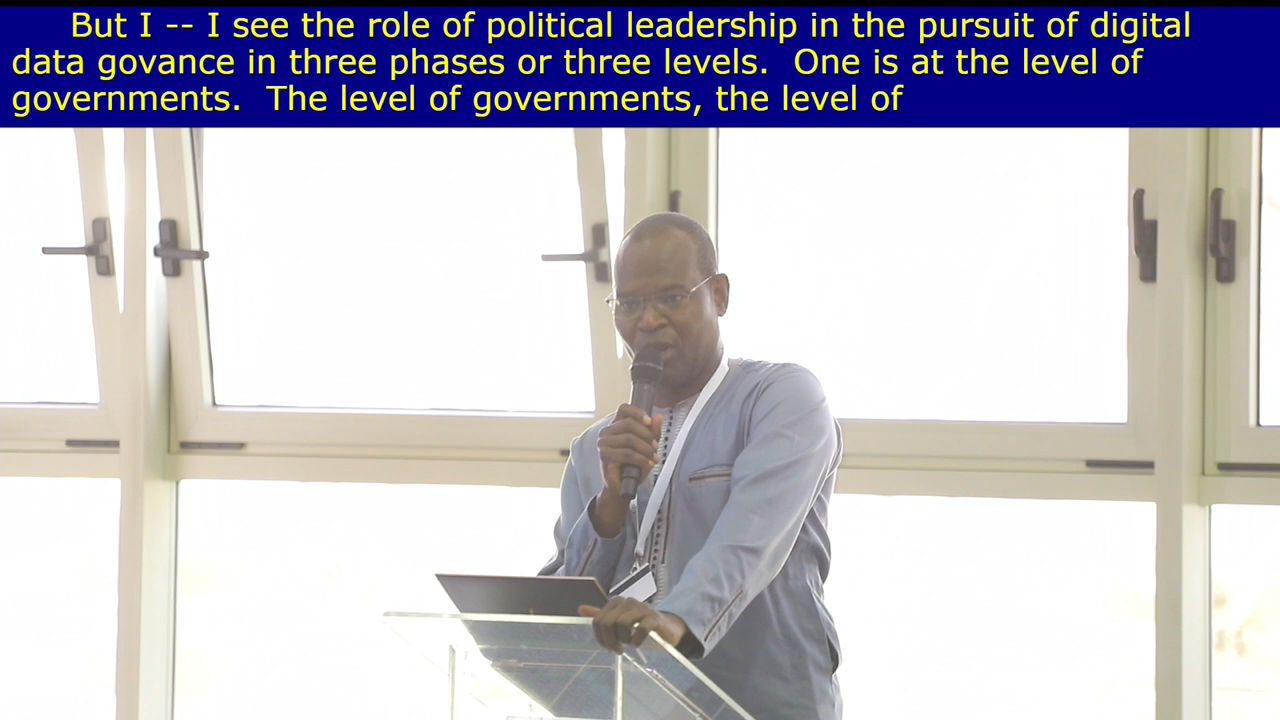 But I -- I see the role of political leadership in the pursuit of digital
data govance in three phases or three levels.  One is at the level of
governments.  The level of governments, the level of